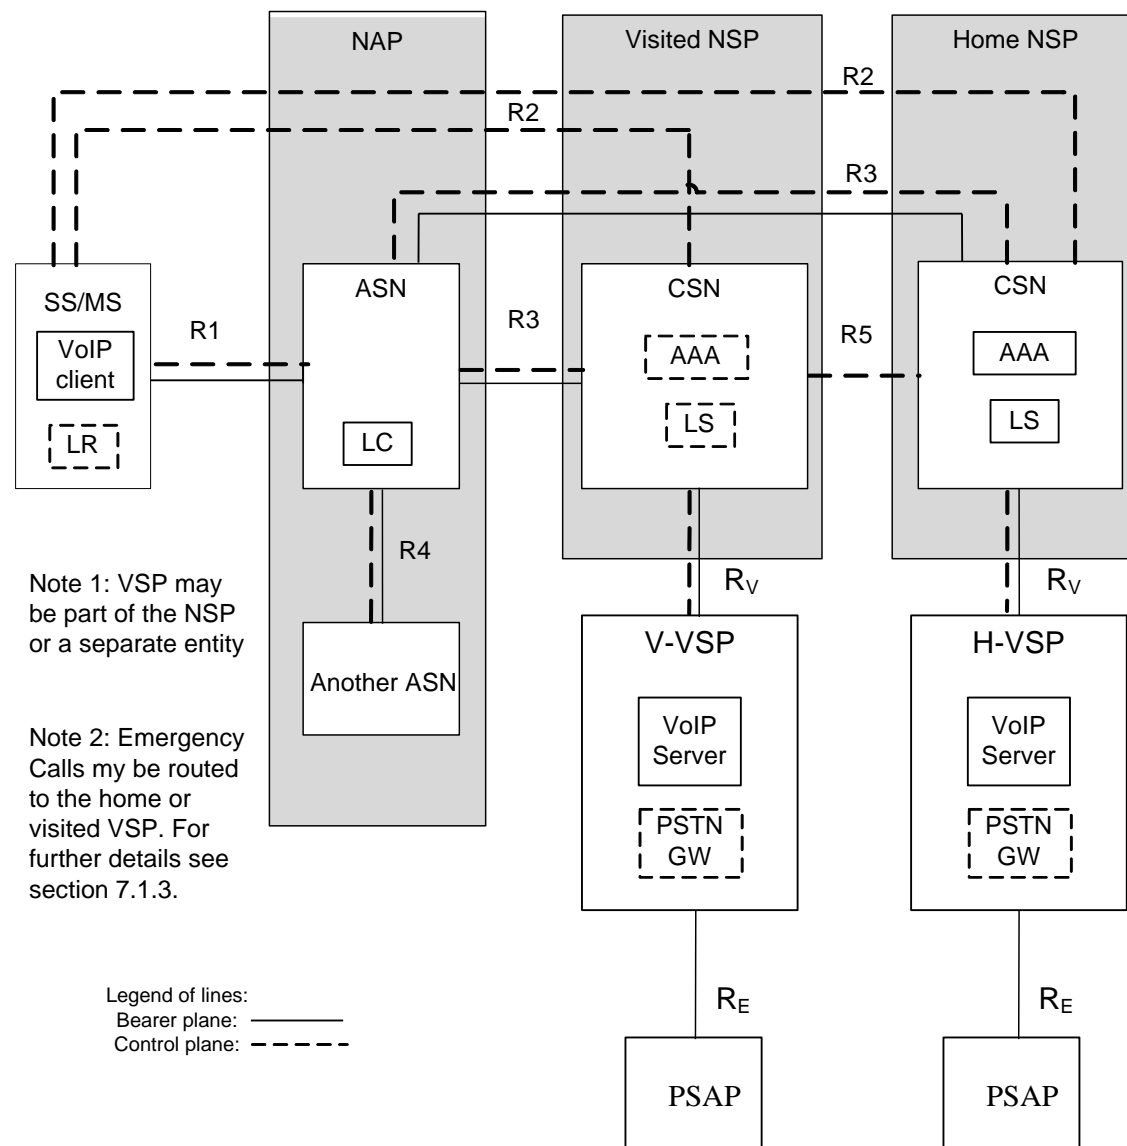 NAP
Visited NSP
Home NSP
R2
R2
R3
SS/MS
VoIP
client
LR
R1
ASN
LC
R3
CSN
AAA
LS
R5
CSN
AAA
LS
R4
Another ASN
Note 1: VSP may
be part of the NSP
or a separate entity
Note 2: Emergency
Calls my be routed
to the home or
visited VSP. For
further details see
section 7.1.3.
RV
RV
V-VSP
VoIP
Server
PSTN
GW
H-VSP
VoIP
Server
PSTN
GW
Legend of lines:
Bearer plane:
Control plane:
RE
RE
PSAP
PSAP